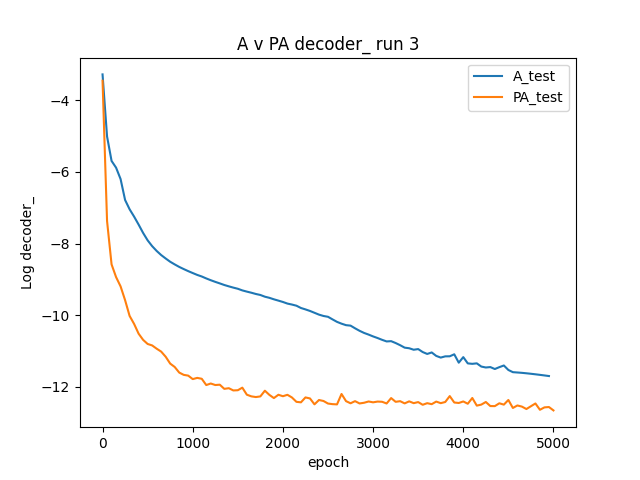 A v PA decoder_ run 3
A_test
PA_test
Log decoder_
−4
−6
−8
−10
−12
0
1000
2000
3000
4000
5000
epoch